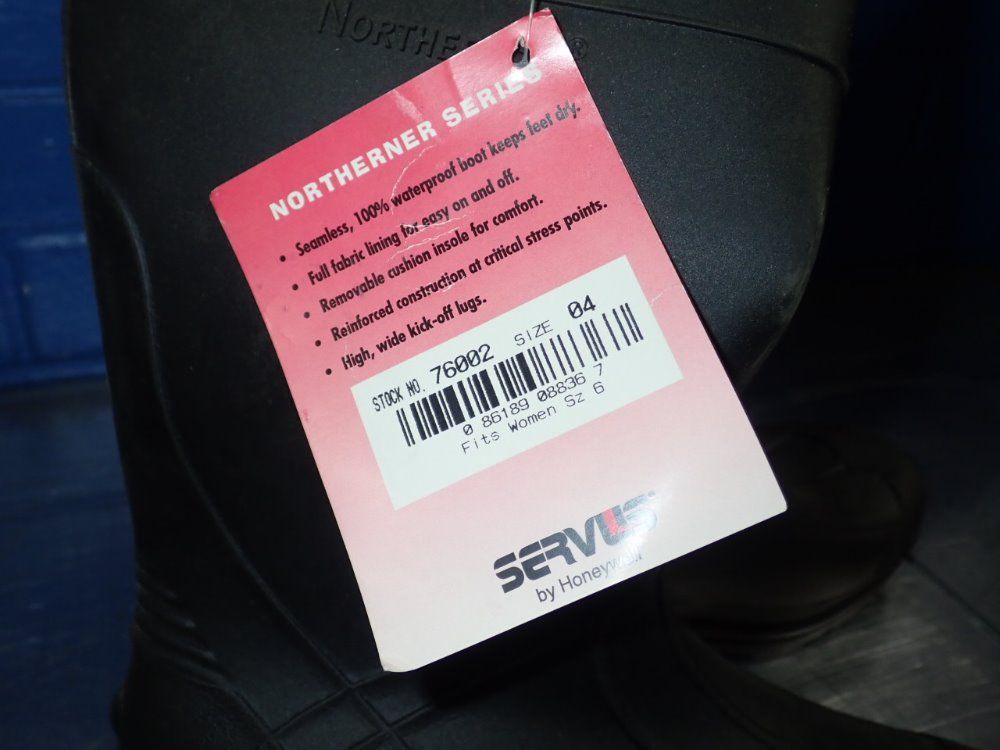 NORTHERNER®
NORTHERNER SERIES
• Seamless, 100% waterproof boot keeps feet dry.
• Full fabric lining for easy on and off.
• Removable cushion insole for comfort.
• Reinforced construction at critical stress points.
• High, wide kick-off lugs.
STOCK NO. 76002 SIZE 04
0 86189 08836 7
Fits Women Sz 6
SERVUS
by Honeywell